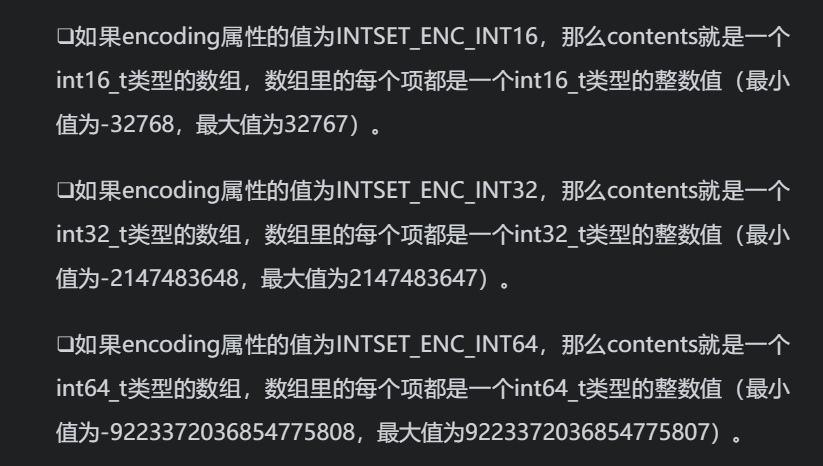 ❑如果encoding属性的值为INTSET_ENC_INT16，那么contents就是一个
int16_t类型的数组，数组里的每个项都是一个int16_t类型的整数值（最小
值为-32768，最大值为32767）。
❑如果encoding属性的值为INTSET_ENC_INT32，那么contents就是一个
int32_t类型的数组，数组里的每个项都是一个int32_t类型的整数值（最小
值为-2147483648，最大值为2147483647）。
❑如果encoding属性的值为INTSET_ENC_INT64，那么contents就是一个
int64_t类型的数组，数组里的每个项都是一个int64_t类型的整数值（最小
值为-9223372036854775808，最大值为9223372036854775807）。